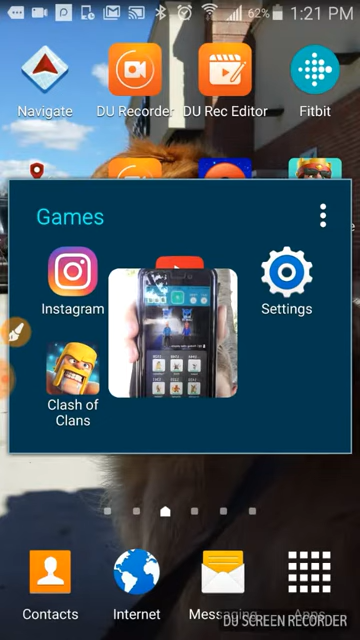 62% 1:21 PM
Navigate DU Recorder DU Rec Editor Fitbit
Games
Instagram Settings
Clash of
Clans
Contacts Internet Messaging Apps
DU SCREEN RECORDER